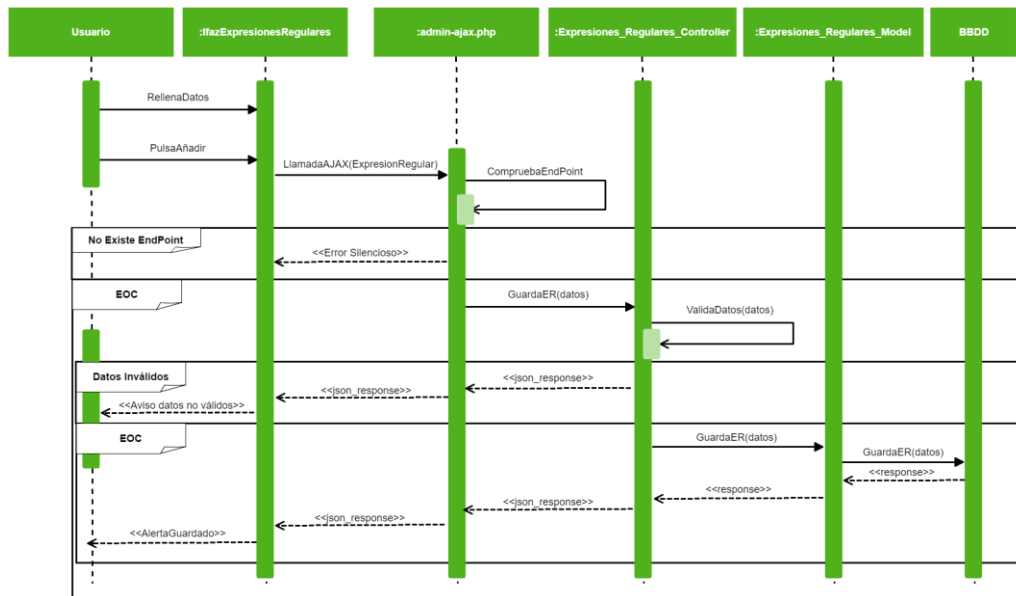 Usuario
:IfazExpresionesRegulares
:admin-ajax.php
:Expresiones_Regulares_Controller
:Expresiones_Regulares_Model
BBDD
RellenaDatos
PulsaAñadir
LlamadaAJAX(ExpresionRegular)
CompruebaEndPoint
No Existe EndPoint
<<Error Silencioso>>
EOC
GuardaER(datos)
ValidaDatos(datos)
Datos Inválidos
<<json_response>>
<<json_response>>
<<Aviso datos no válidos>>
EOC
GuardaER(datos)
GuardaER(datos)
<<response>>
<<response>>
<<json_response>>
<<json_response>>
<<AlertaGuardado>>